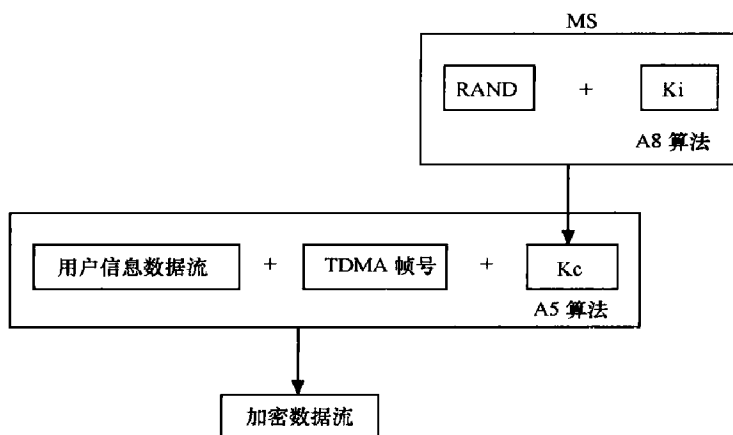 MS
RAND + Ki
A8 算法
用户信息数据流 + TDMA 帧号 + Kc
A5 算法
加密数据流